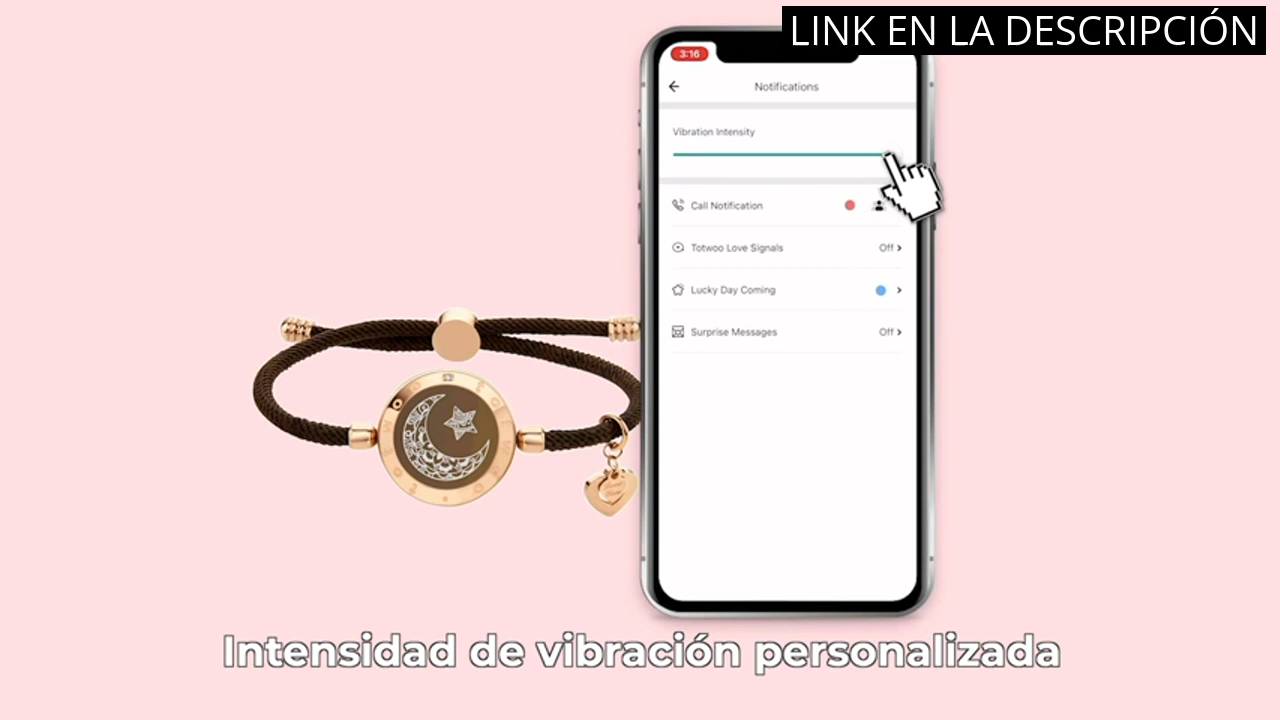 LINK EN LA DESCRIPCIÓN
3:16
Notifications
Vibration Intensity
Call Notification
Totwoo Love Signals Off
Lucky Day Coming
Surprise Messages Off
Intensidad de vibración personalizada